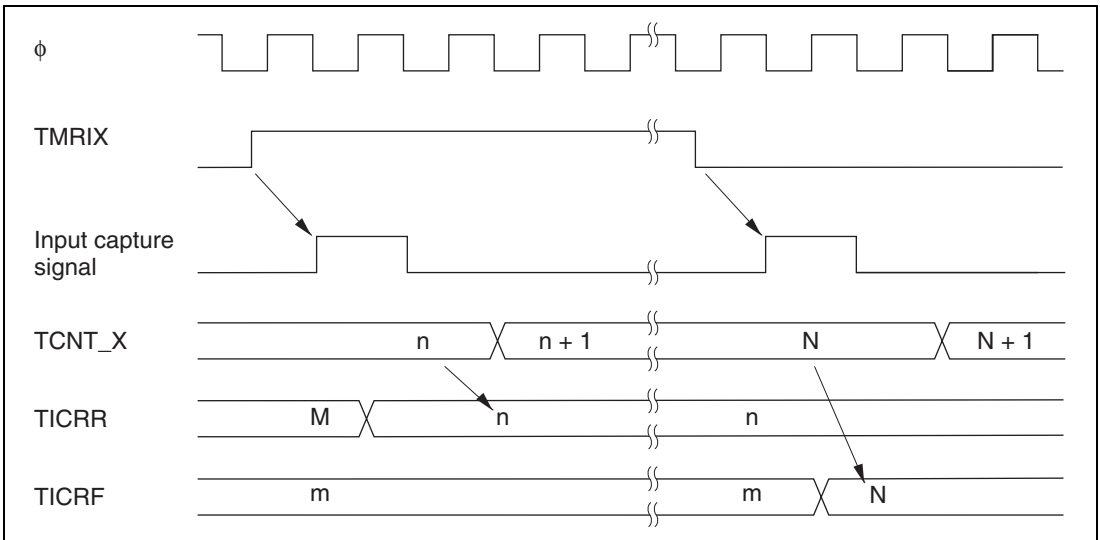 φ
TMRIX
Input capture
signal
TCNT_X n n + 1 N N + 1
TICRR M n n
TICRF m m N